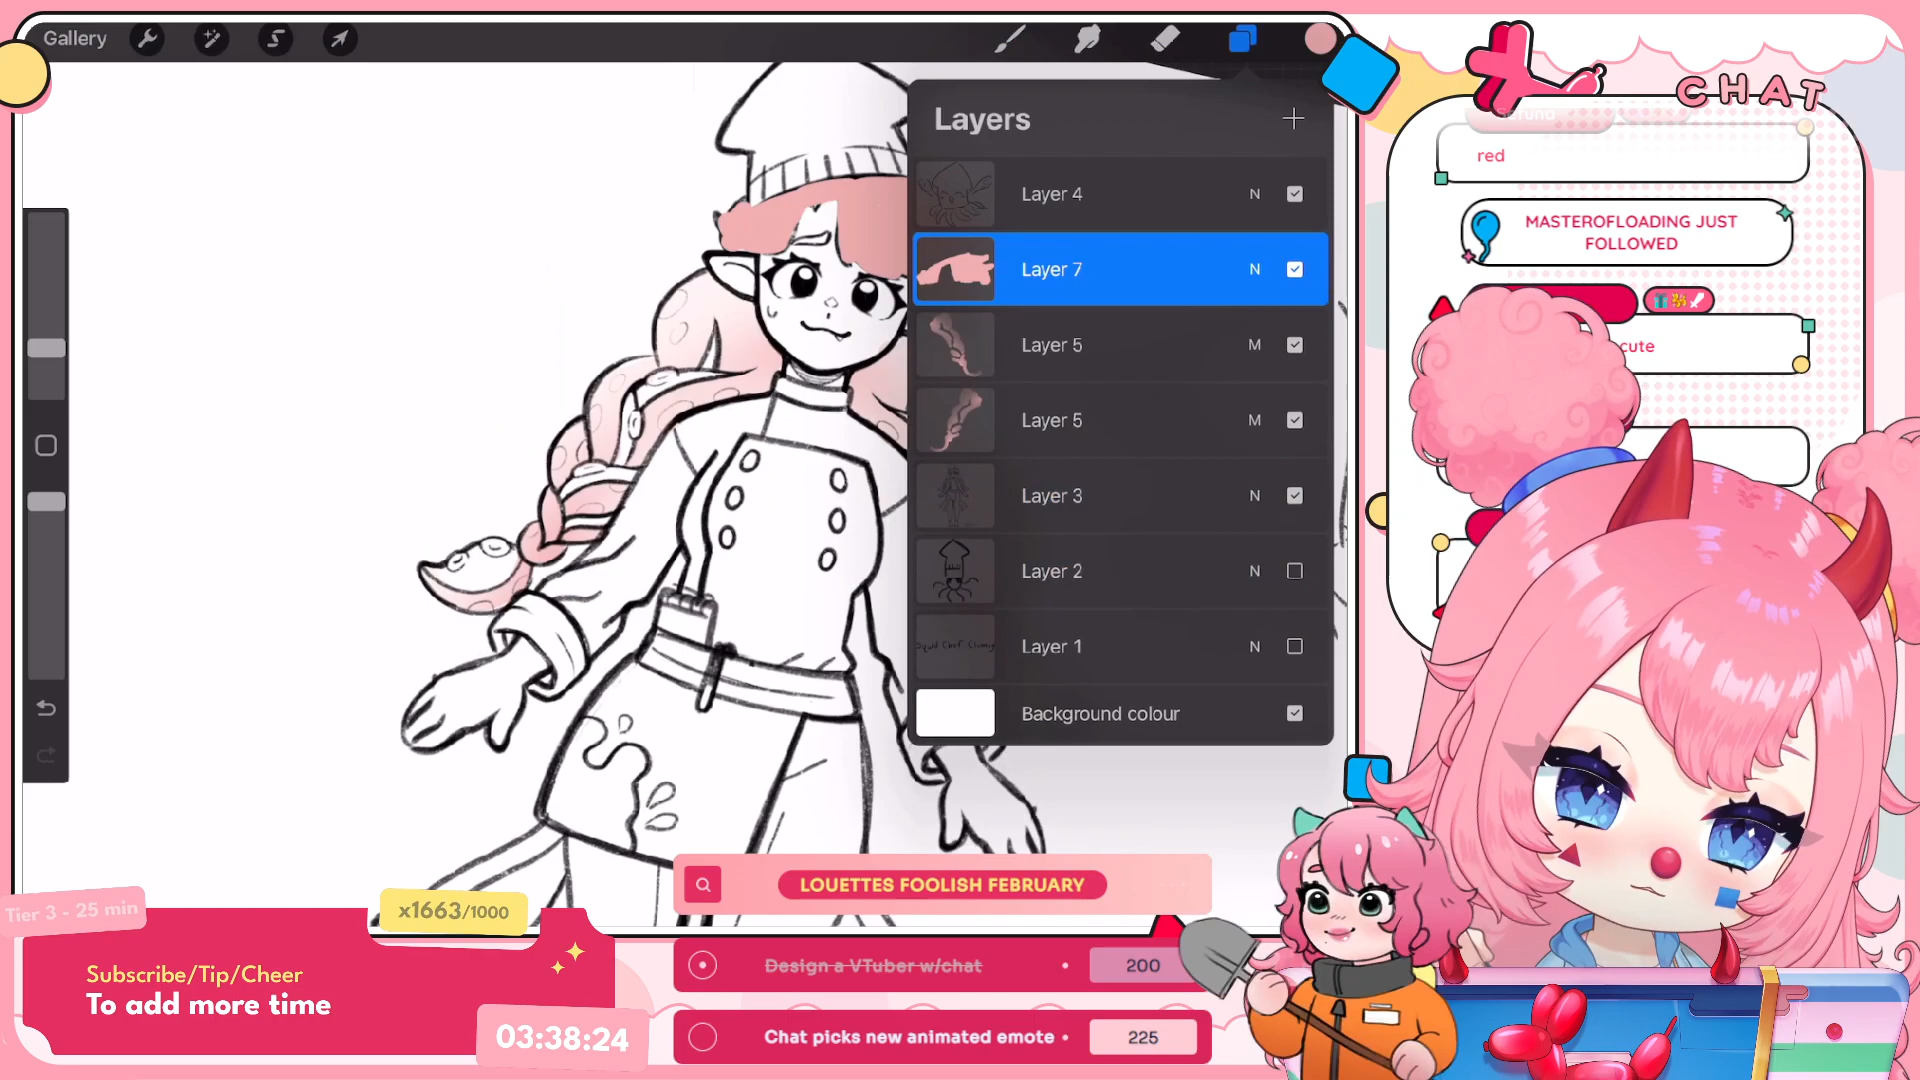 Gallery
Layers
Layer 4 N
Layer 7 N
Layer 5 M
Layer 5 M
Layer 3 N
Layer 2 N
Layer 1 N
Background colour
CHAT
red
MASTEROFLOADING JUST
FOLLOWED
cute
Tier 3 - 25 min
x1663/1000
Subscribe/Tip/Cheer
To add more time
03:38:24
LOUETTES FOOLISH FEBRUARY
Design a VTuber w/chat • 200
Chat picks new animated emote • 225